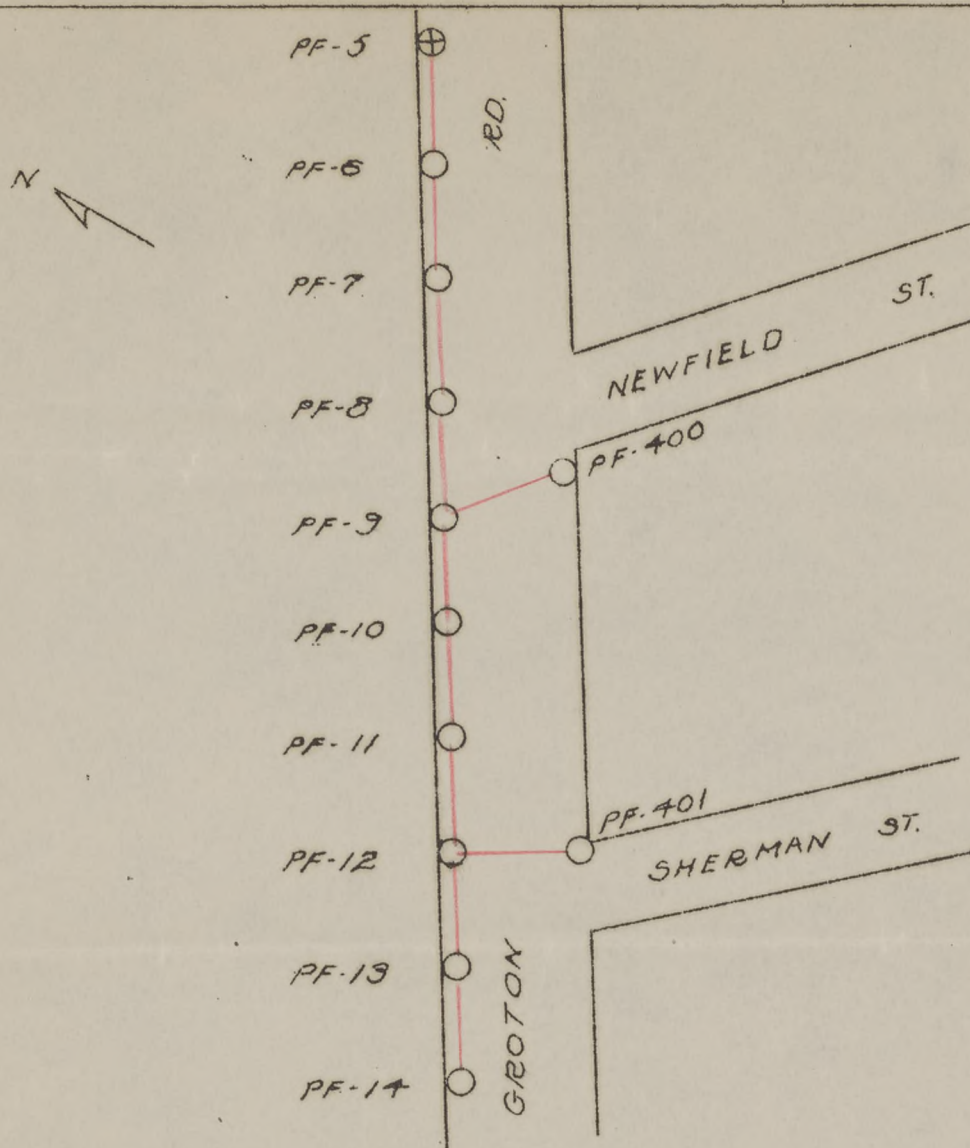 PF-5
RD.
PF-6
N
PF-7
ST.
NEWFIELD
PF-8
PF-400
PF-9
PF-10
PF-11
PF-401
ST.
SHERMAN
PF-12
PF-13
GROTON
PF-14